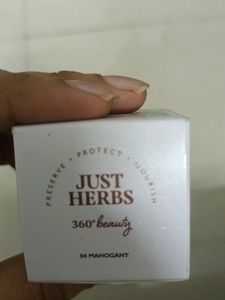 PRESERVE • PROTECT • NOURISH
JUST
HERBS
360° beauty
04 MAHOGANY